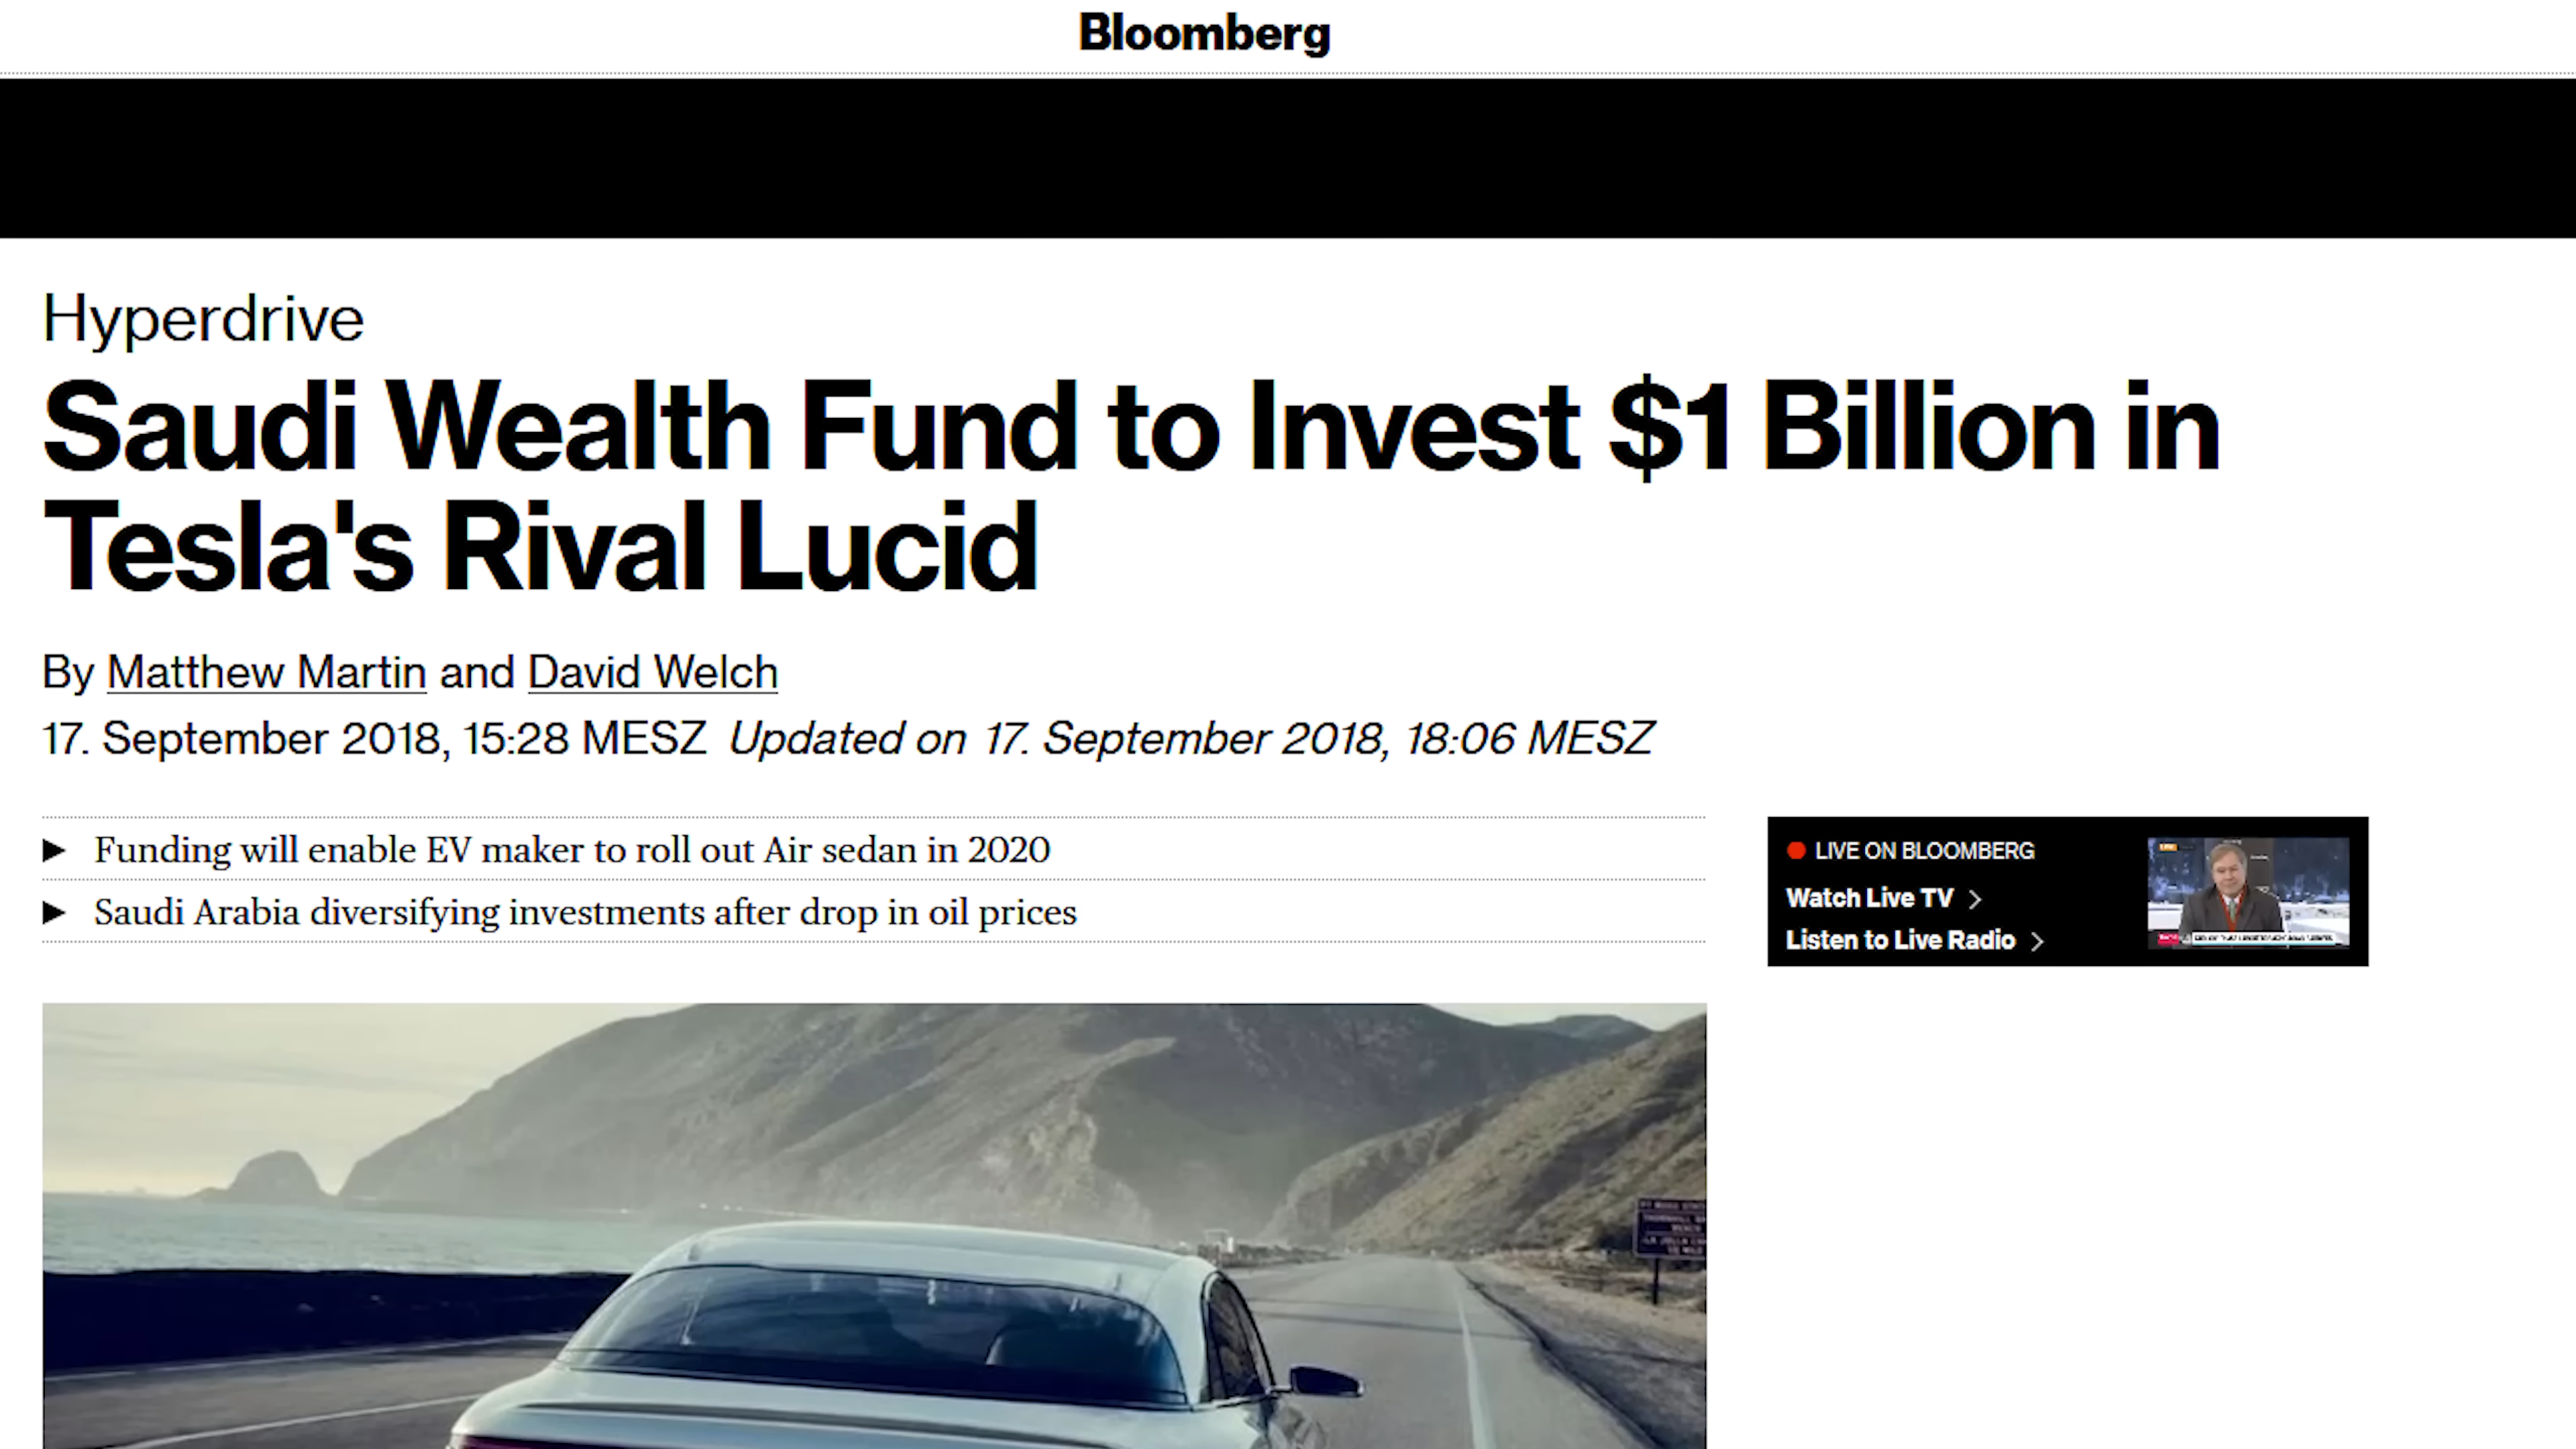 Bloomberg
Hyperdrive
Saudi Wealth Fund to Invest $1 Billion in
Tesla's Rival Lucid
By Matthew Martin and David Welch
17. September 2018, 15:28 MESZ Updated on 17. September 2018, 18:06 MESZ
▶ Funding will enable EV maker to roll out Air sedan in 2020
▶ Saudi Arabia diversifying investments after drop in oil prices
LIVE ON BLOOMBERG
Watch Live TV >
Listen to Live Radio >